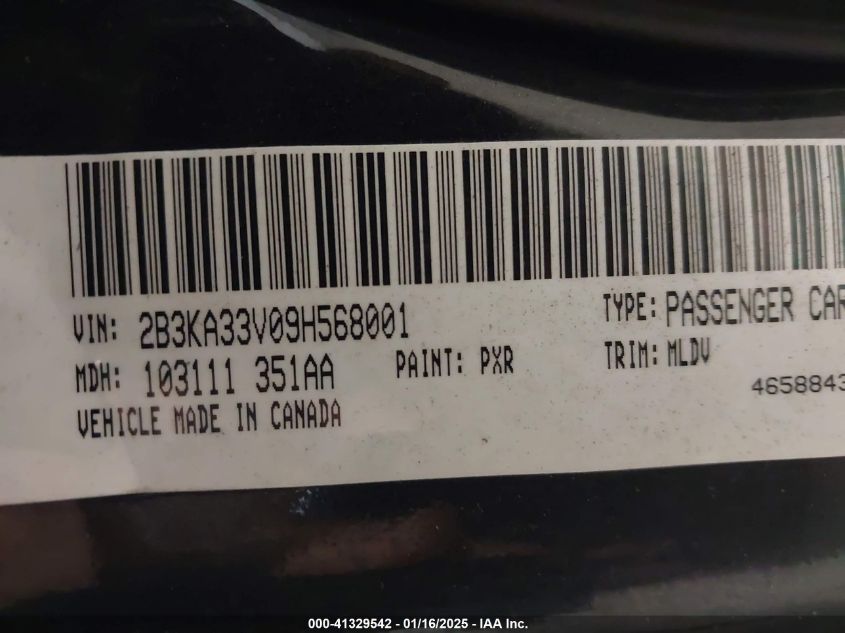 VIN: 2B3KA33V09H568001 TYPE: PASSENGER CAR
MDH: 103111 351AA PAINT: PXR TRIM: MLDV
VEHICLE MADE IN CANADA 4658843
000-41329542 - 01/16/2025 - IAA Inc.